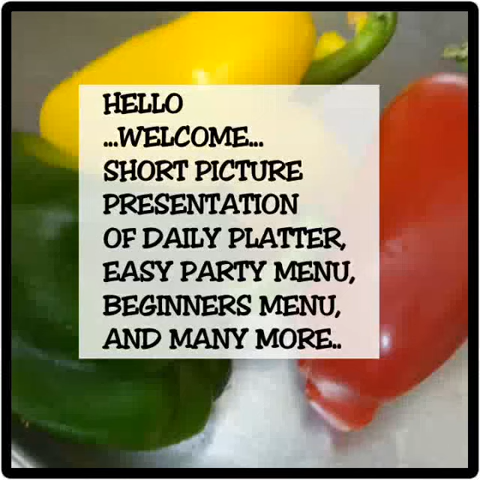 HELLO
...WELCOME...
SHORT PICTURE
PRESENTATION
OF DAILY PLATTER,
EASY PARTY MENU,
BEGINNERS MENU,
AND MANY MORE..